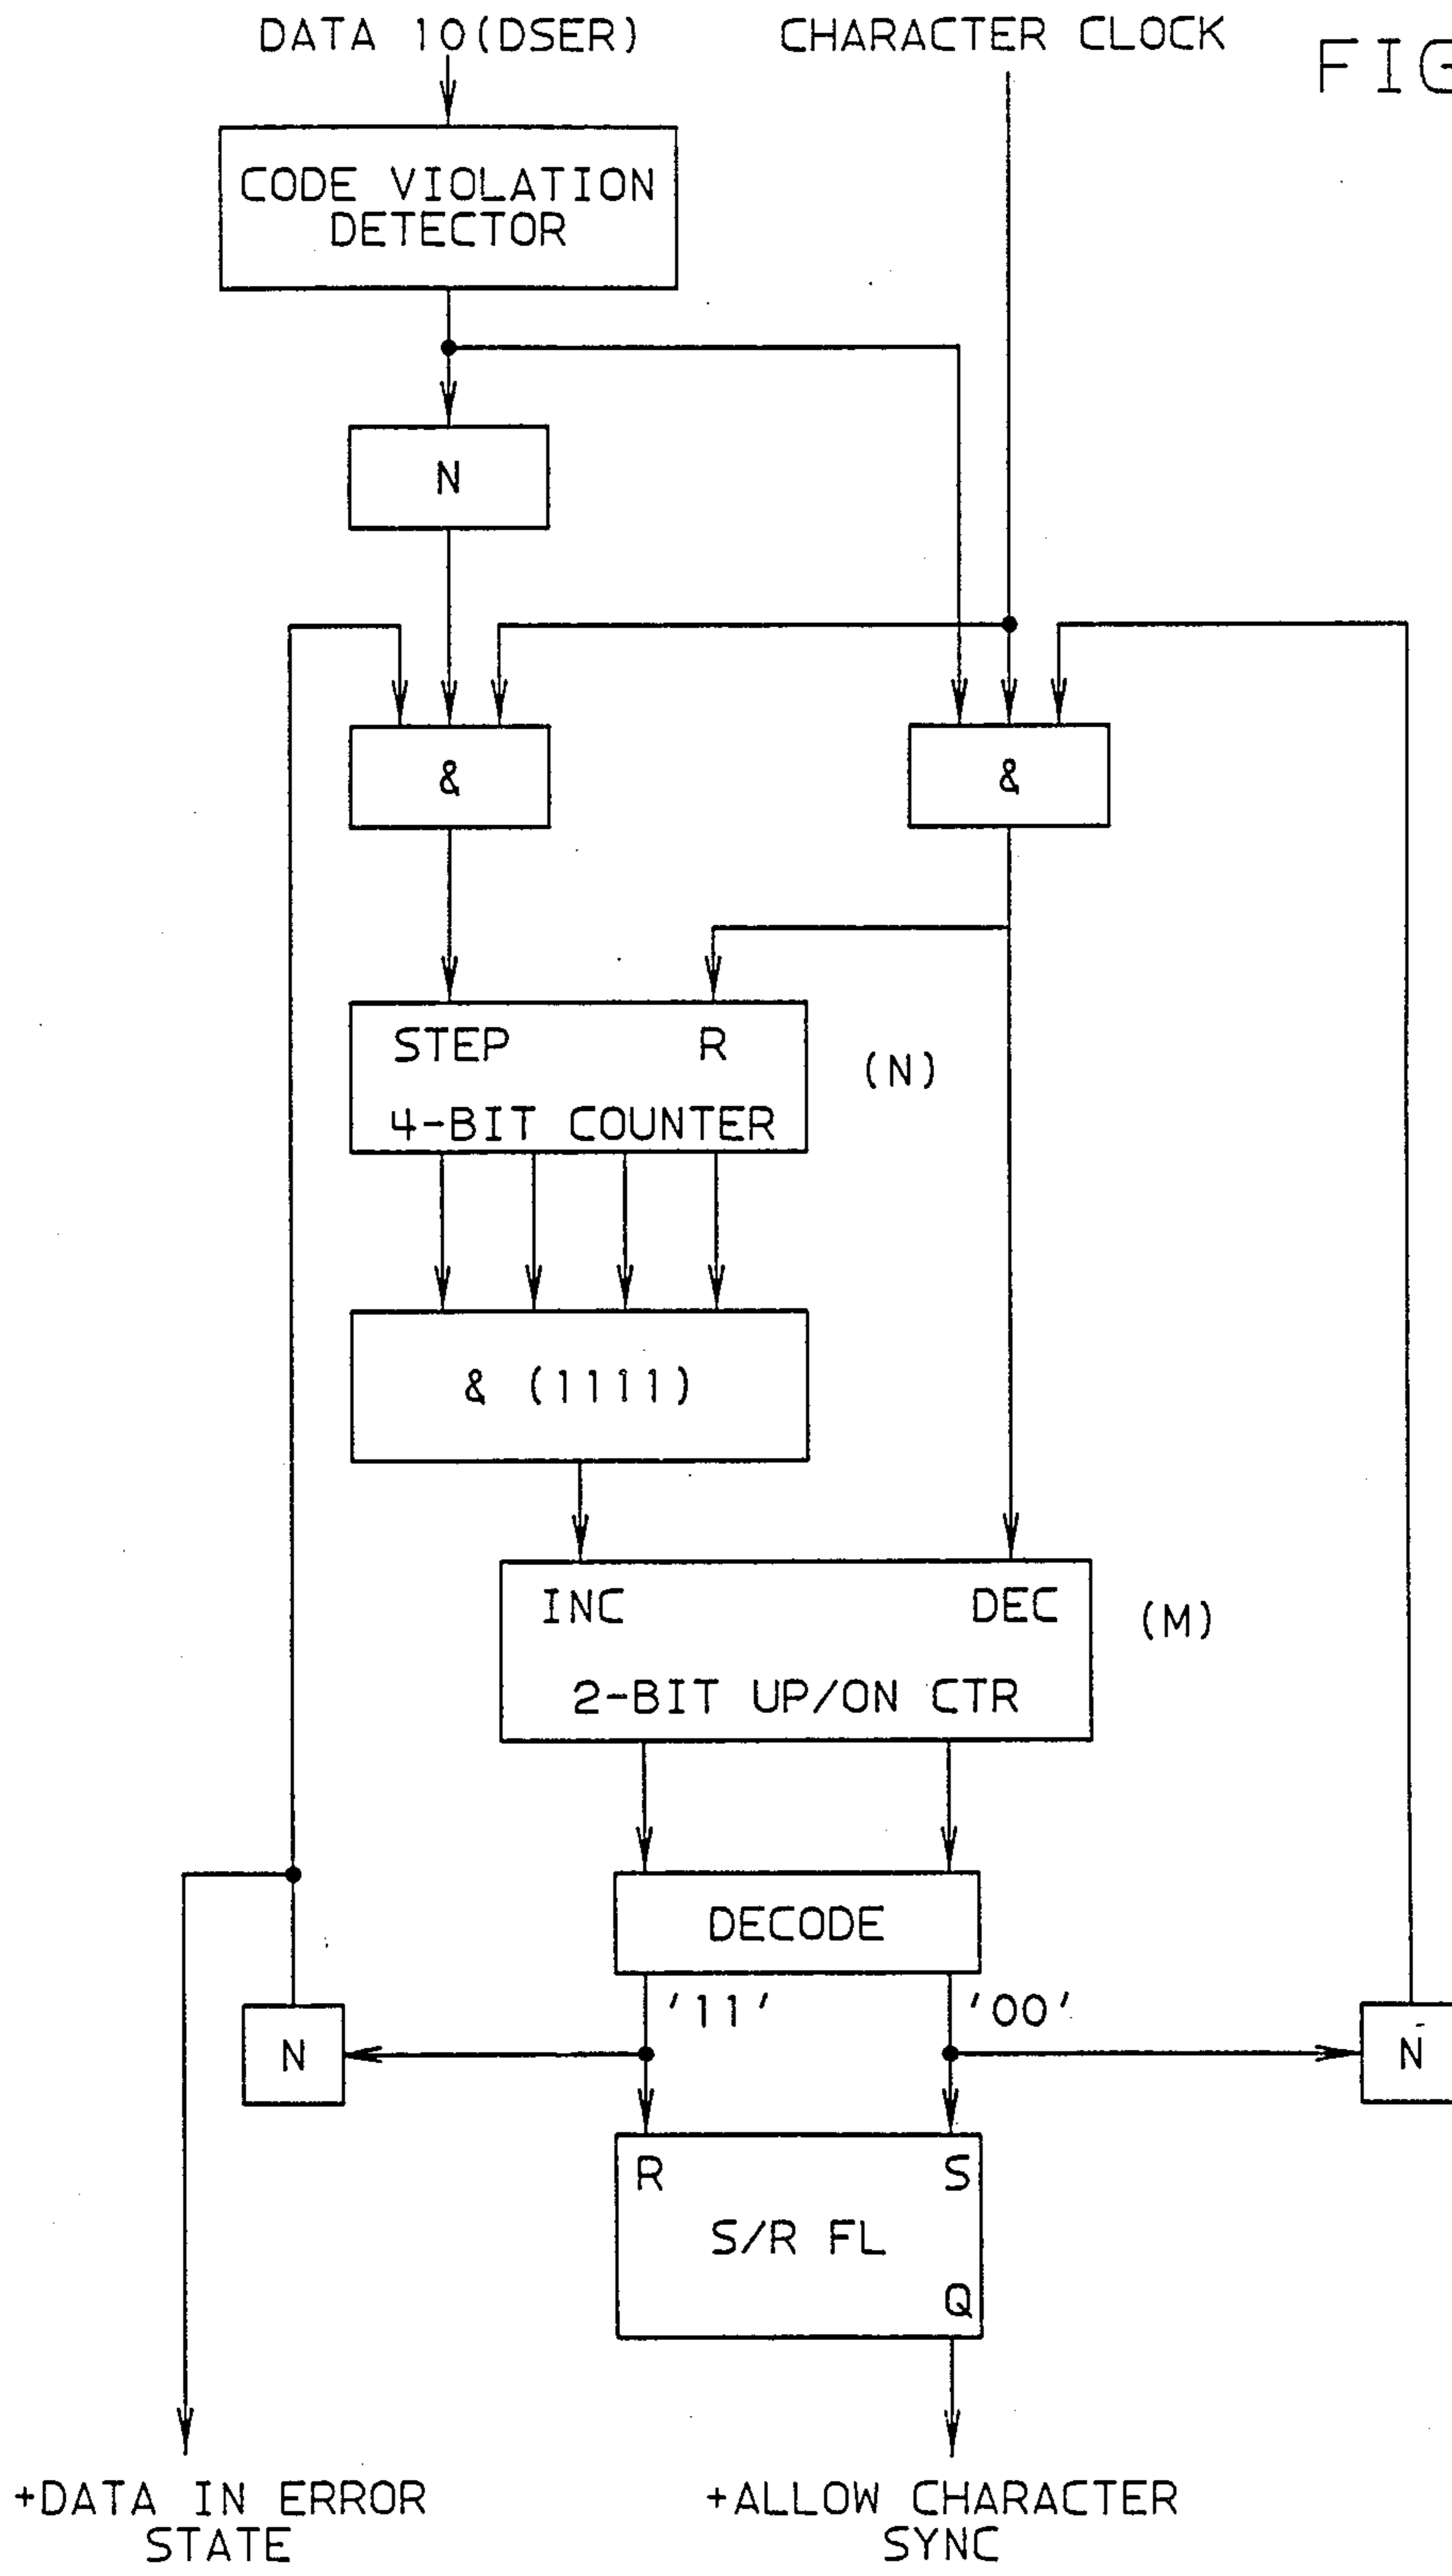 DATA 10(DSER)
CHARACTER CLOCK
FIG
CODE VIOLATION
DETECTOR
N
&
&
STEP R
(N)
4-BIT COUNTER
& (1111)
INC DEC
(M)
2-BIT UP/ON CTR
DECODE
'11'
'00'
N
N
R S
S/R FL
Q
+DATA IN ERROR
STATE
+ALLOW CHARACTER
SYNC